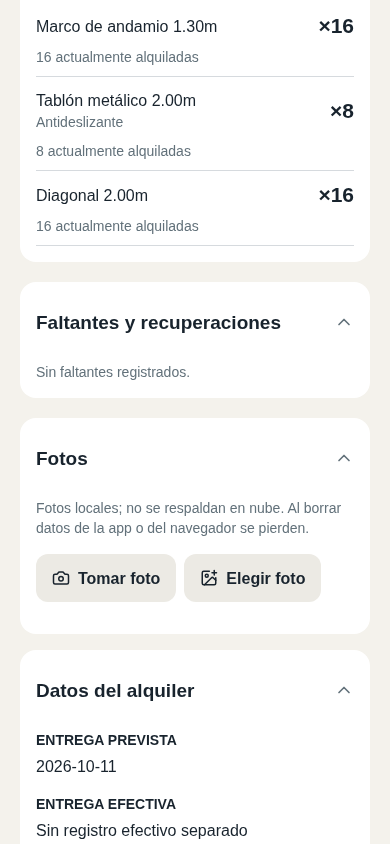 Marco de andamio 1.30m ×16
16 actualmente alquiladas
Tablón metálico 2.00m ×8
Antideslizante
8 actualmente alquiladas
Diagonal 2.00m ×16
16 actualmente alquiladas
Faltantes y recuperaciones
Sin faltantes registrados.
Fotos
Fotos locales; no se respaldan en nube. Al borrar
datos de la app o del navegador se pierden.
Tomar foto Elegir foto
Datos del alquiler
ENTREGA PREVISTA
2026-10-11
ENTREGA EFECTIVA
Sin registro efectivo separado